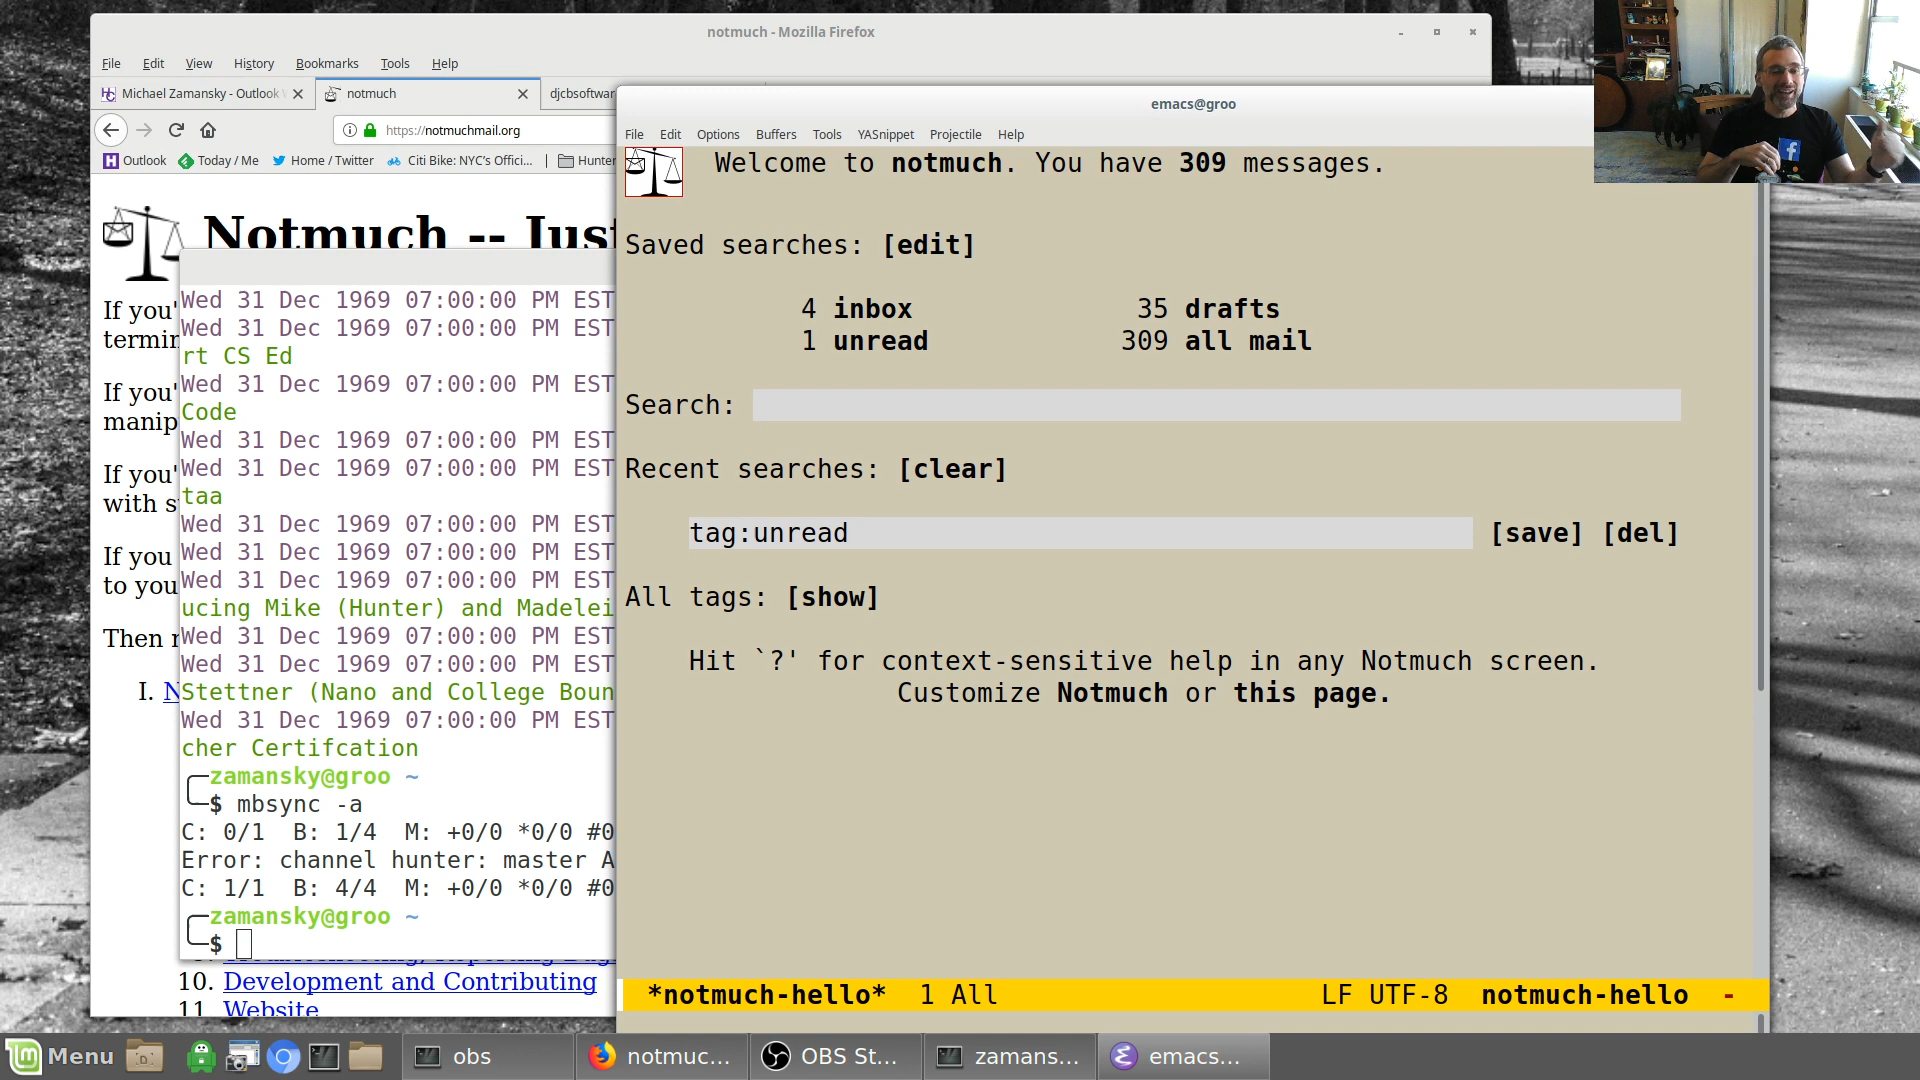 notmuch - Mozilla Firefox
File Edit View History Bookmarks Tools Help
Michael Zamansky - Outlook
notmuch
djcbsoftwar
https://notmuchmail.org
Outlook Today / Me Home / Twitter Citi Bike: NYC's Offici... Hunter
Notmuch -- Just
If you'
termin
If you'
manip
If you'
with s
If you
to you
Then
I. N
10. Development and Contributing
11. Website
Wed 31 Dec 1969 07:00:00 PM EST
Wed 31 Dec 1969 07:00:00 PM EST
rt CS Ed
Wed 31 Dec 1969 07:00:00 PM EST
Code
Wed 31 Dec 1969 07:00:00 PM EST
Wed 31 Dec 1969 07:00:00 PM EST
taa
Wed 31 Dec 1969 07:00:00 PM EST
Wed 31 Dec 1969 07:00:00 PM EST
Wed 31 Dec 1969 07:00:00 PM EST
ucing Mike (Hunter) and Madelei
Wed 31 Dec 1969 07:00:00 PM EST
Wed 31 Dec 1969 07:00:00 PM EST
Stettner (Nano and College Boun
Wed 31 Dec 1969 07:00:00 PM EST
cher Certifcation
zamansky@groo ~
$ mbsync -a
C: 0/1 B: 1/4 M: +0/0 *0/0 #0
Error: channel hunter: master A
C: 1/1 B: 4/4 M: +0/0 *0/0 #0
zamansky@groo ~
$
emacs@groo
File Edit Options Buffers Tools YASnippet Projectile Help
Welcome to notmuch. You have 309 messages.
Saved searches: [edit]
4 inbox 35 drafts
1 unread 309 all mail
Search:
Recent searches: [clear]
tag:unread [save] [del]
All tags: [show]
Hit `?' for context-sensitive help in any Notmuch screen.
Customize Notmuch or this page.
*notmuch-hello* 1 All LF UTF-8 notmuch-hello -
Menu obs notmuc... OBS St... zamans... emacs...